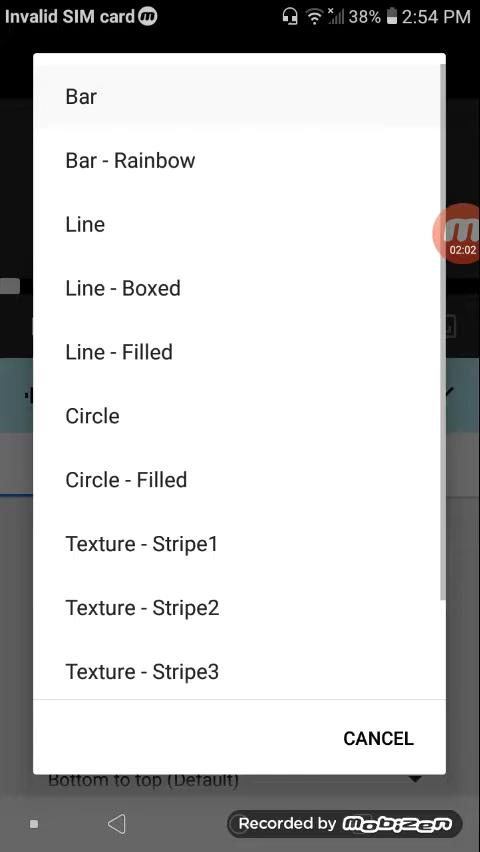 Invalid SIM card 38% 2:54 PM
Bar
Bar - Rainbow
Line
02:02
Line - Boxed
Line - Filled
Circle
Circle - Filled
Texture - Stripe1
Texture - Stripe2
Texture - Stripe3
CANCEL
Bottom to top (Default)
Recorded by mobizen